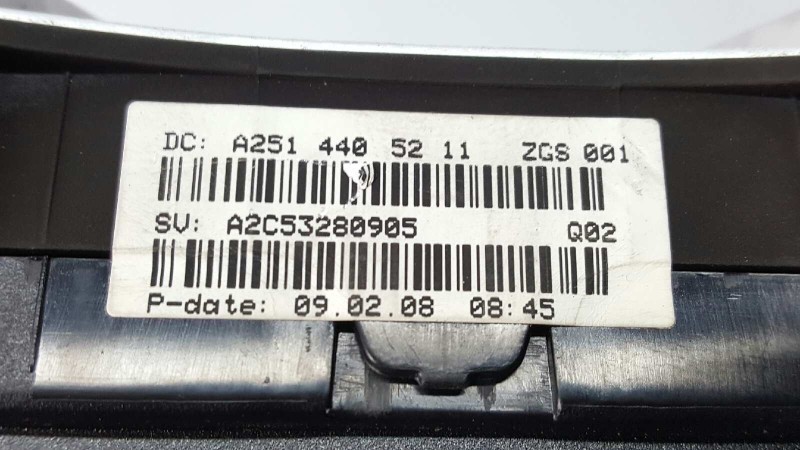 DC: A251 440 52 11 ZGS 001
SV: A2C53280905 Q02
P-date: 09.02.08 08:45